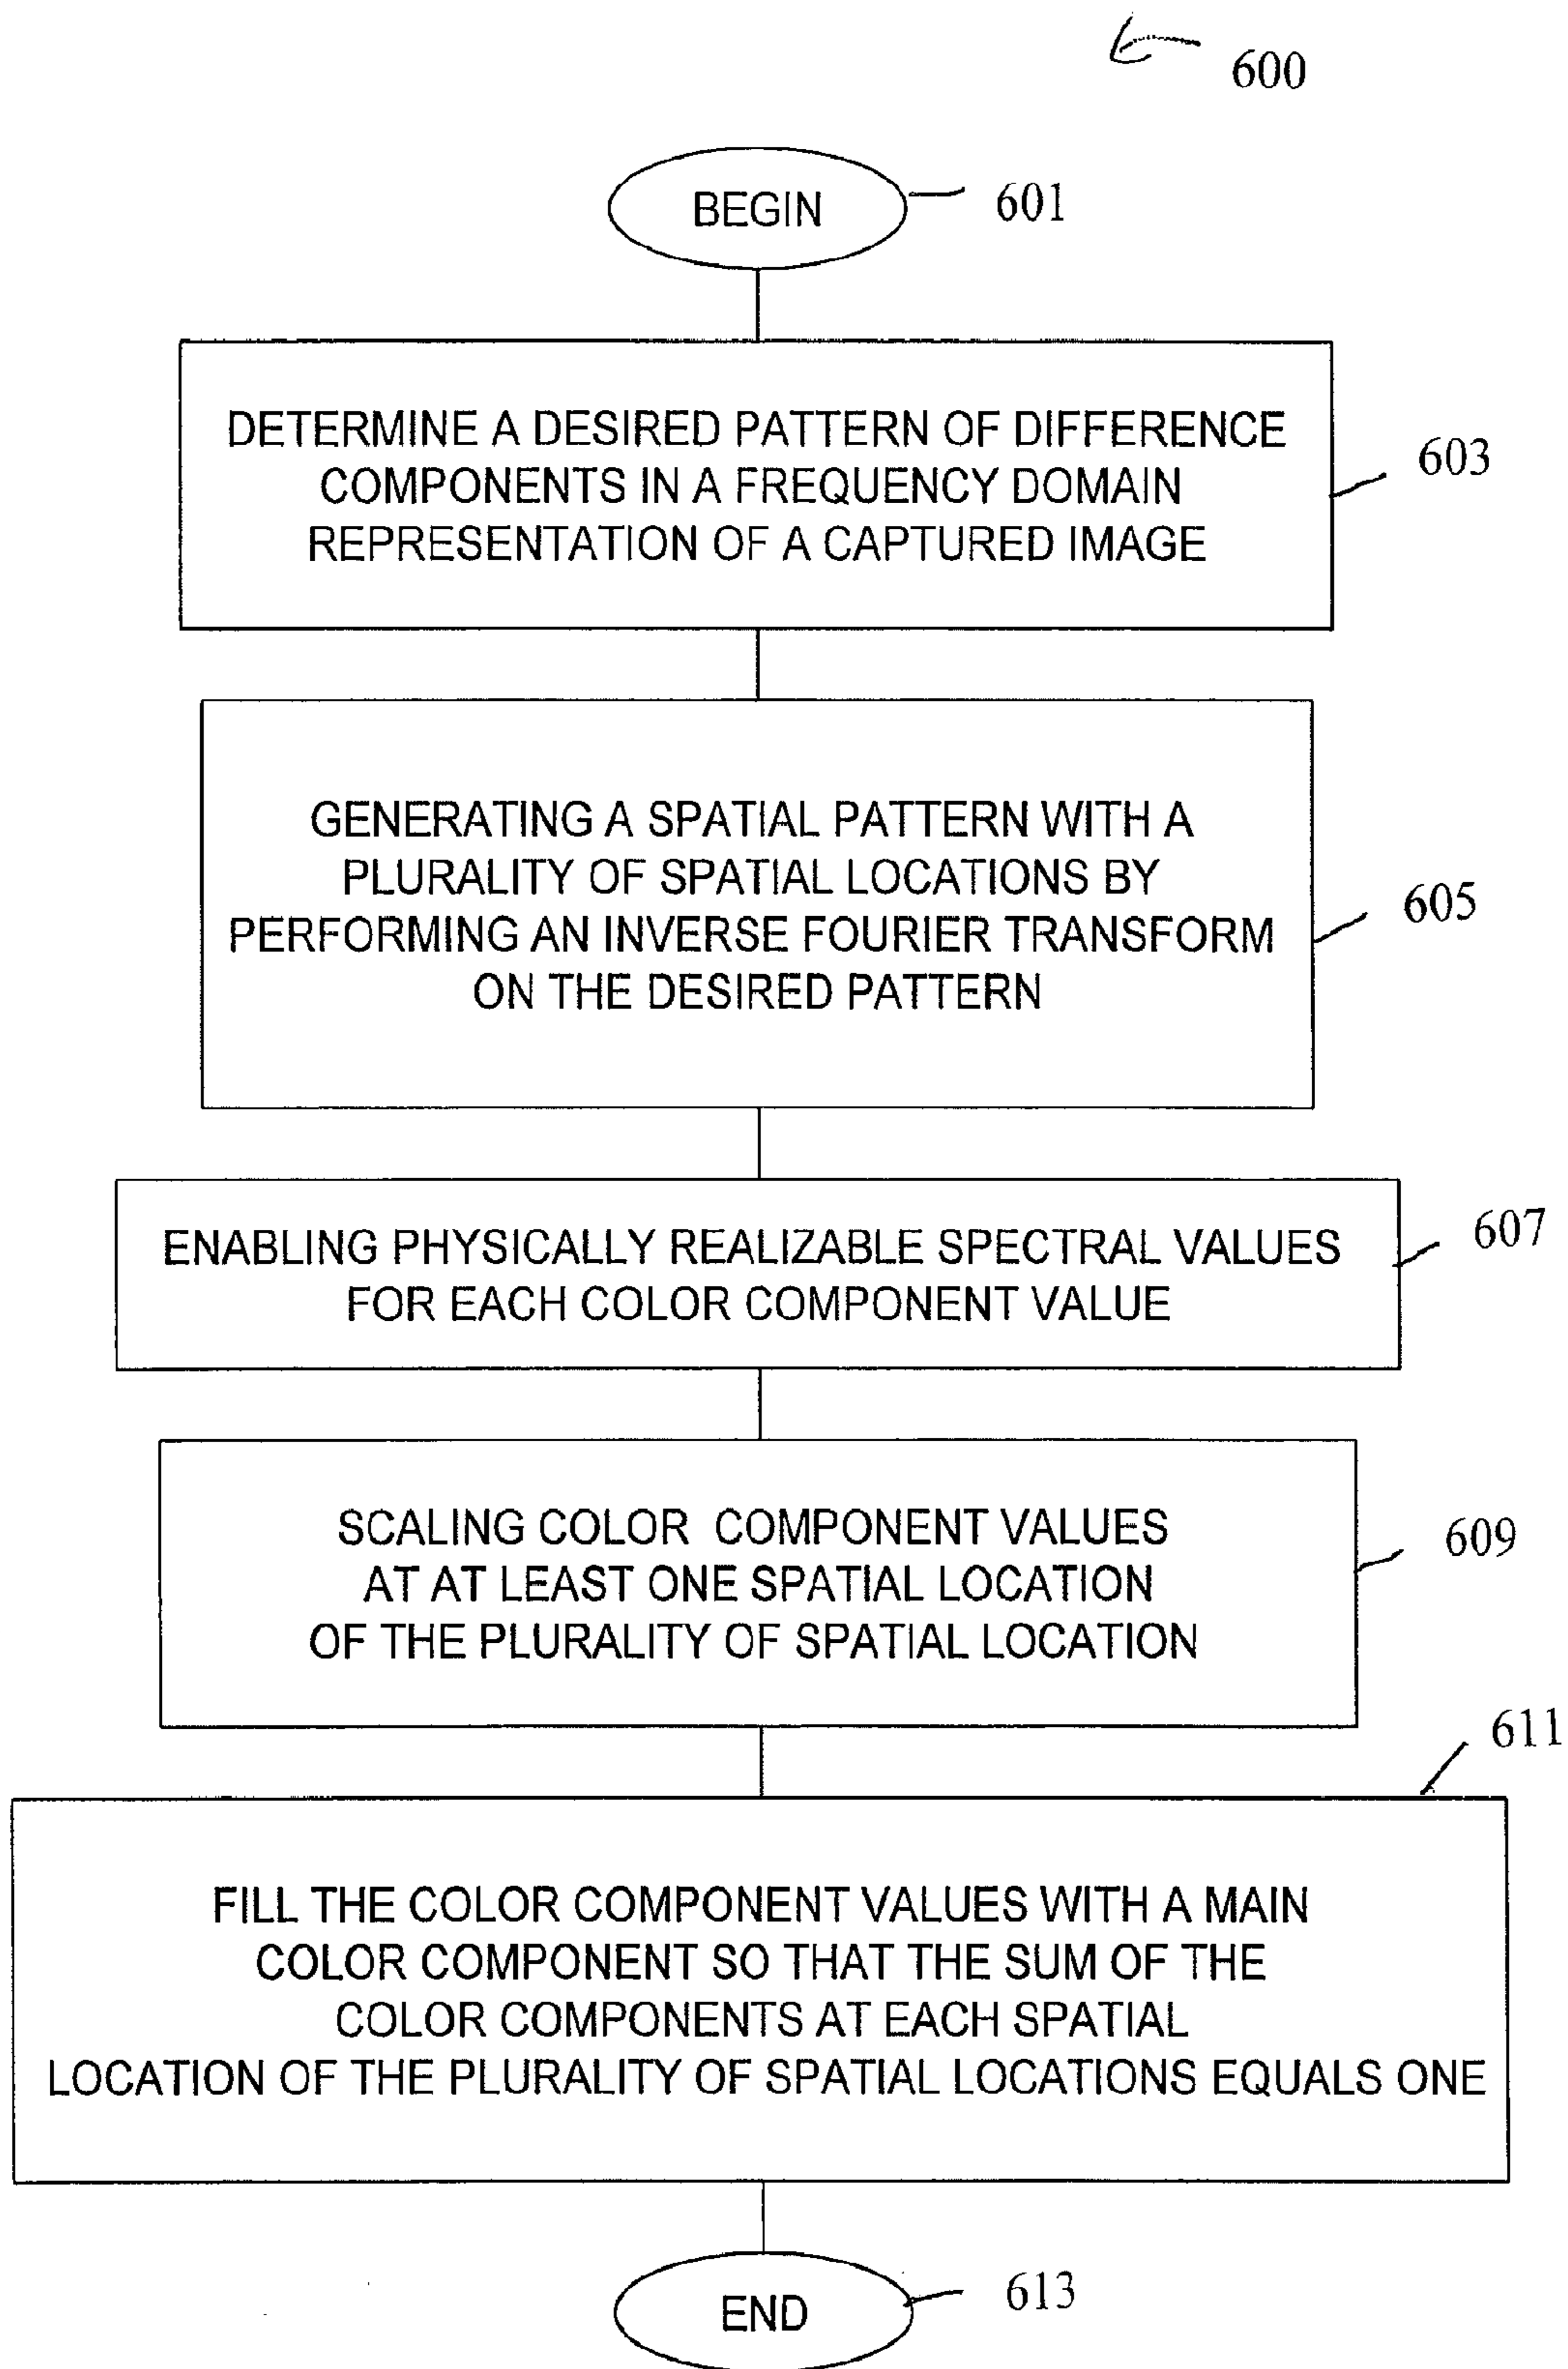 600
BEGIN
601
DETERMINE A DESIRED PATTERN OF DIFFERENCE
COMPONENTS IN A FREQUENCY DOMAIN
REPRESENTATION OF A CAPTURED IMAGE
603
GENERATING A SPATIAL PATTERN WITH A
PLURALITY OF SPATIAL LOCATIONS BY
PERFORMING AN INVERSE FOURIER TRANSFORM
ON THE DESIRED PATTERN
605
ENABLING PHYSICALLY REALIZABLE SPECTRAL VALUES
FOR EACH COLOR COMPONENT VALUE
607
SCALING COLOR COMPONENT VALUES
AT AT LEAST ONE SPATIAL LOCATION
OF THE PLURALITY OF SPATIAL LOCATION
609
611
FILL THE COLOR COMPONENT VALUES WITH A MAIN
COLOR COMPONENT SO THAT THE SUM OF THE
COLOR COMPONENTS AT EACH SPATIAL
LOCATION OF THE PLURALITY OF SPATIAL LOCATIONS EQUALS ONE
END
613